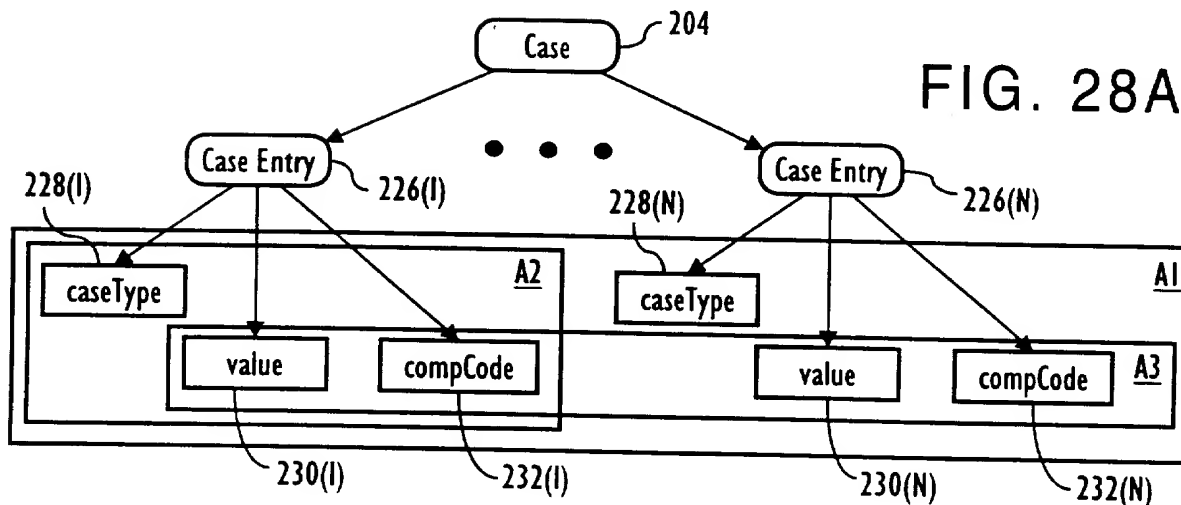 204
Case
FIG. 28A
Case Entry
226(I)
Case Entry
226(N)
228(I)
228(N)
A2
A1
caseType
caseType
value
compCode
value
compCode
A3
230(I)
232(I)
230(N)
232(N)